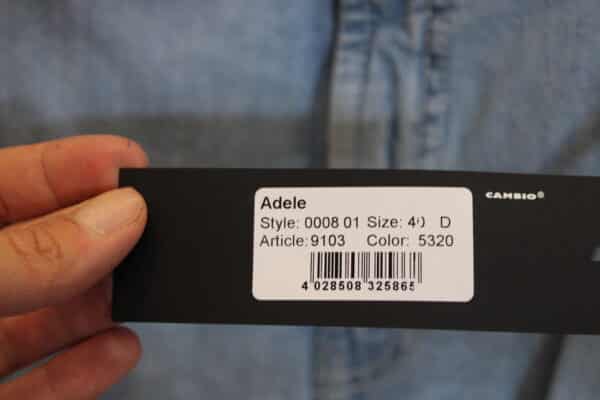 CAMBIO®
Adele
Style: 0008 01 Size: 40 D
Article: 9103 Color: 5320
4 028508 325865